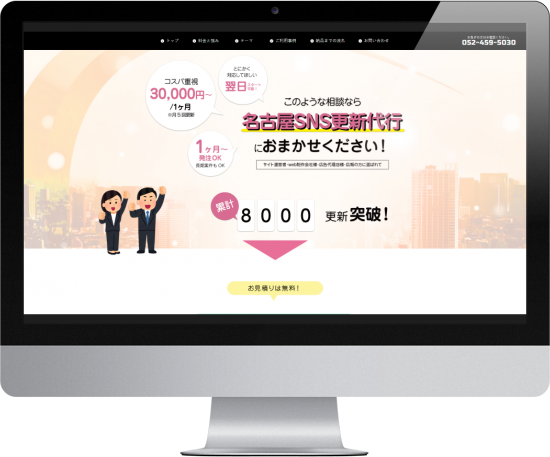 トップ
料金と強み
テーマ
ご利用事例
納品までの流れ
お問い合わせ
052-459-5030
コスパ重視
30,000円〜
/1ヶ月
とにかく
対応してほしい
翌日
1ヶ月〜
発注OK
このような相談なら
名古屋SNS更新代行
におまかせください！
サイト運営者・web制作会社様・広告代理店様・広報の方に選ばれて
累計
8000
更新 突破！
お見積りは無料！